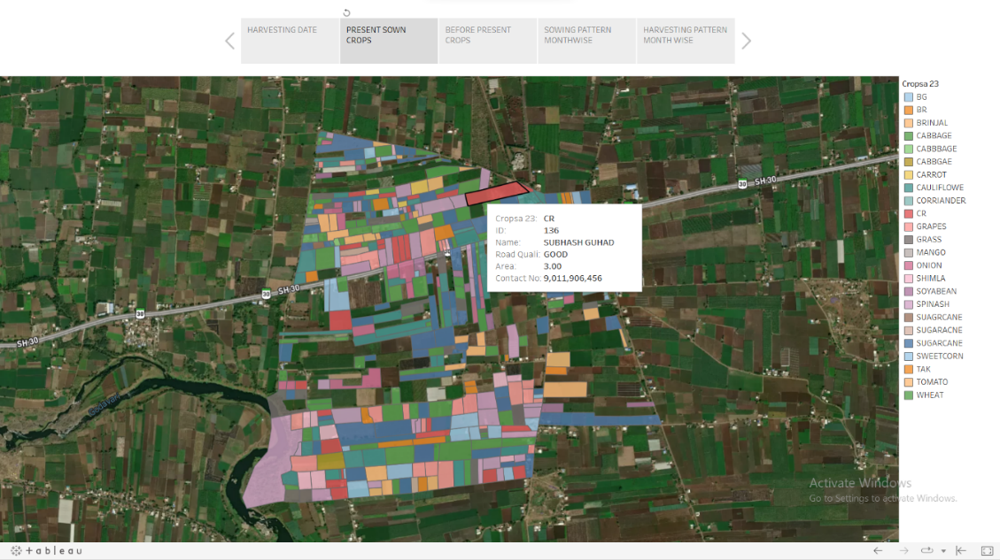 HARVESTING DATE
PRESENT SOWN
CROPS
BEFORE PRESENT
CROPS
SOWING PATTERN
MONTHWISE
HARVESTING PATTERN
MONTH WISE
Cropsa 23
BG
BR
BRINJAL
CABBAGE
CABBBAGE
CABBGAE
CARROT
CAULIFLOWE
CORRIANDER
CR
GRAPES
GRASS
MANGO
ONION
SHIMLA
SOYABEAN
SPINASH
SUAGRCANE
SUGARACNE
SUGARCANE
SWEETCORN
TAK
TOMATO
WHEAT
30 SH 30
Cropsa 23: CR
ID: 136
Name: SUBHASH GUHAD
Road Quali: GOOD
Area: 3.00
Contact No: 9,011,906,456
30 SH 30
30
SH 30
Activate Windows
Go to Settings to activate Windows.
+ableau